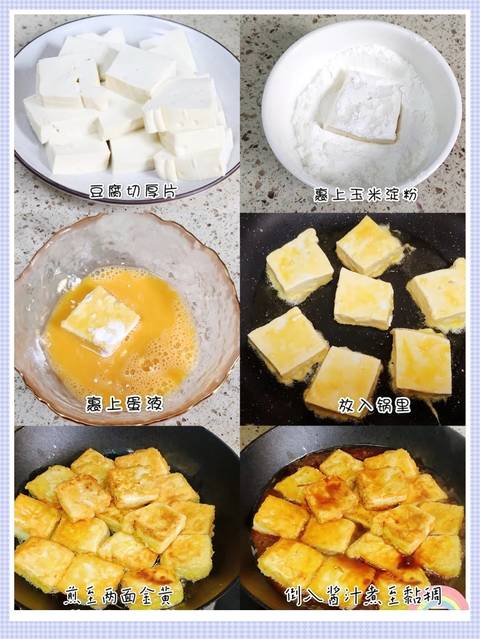 豆腐切厚片
裹上玉米淀粉
裹上蛋液
放入锅里
煎至两面金黄
倒入酱汁煮至黏稠